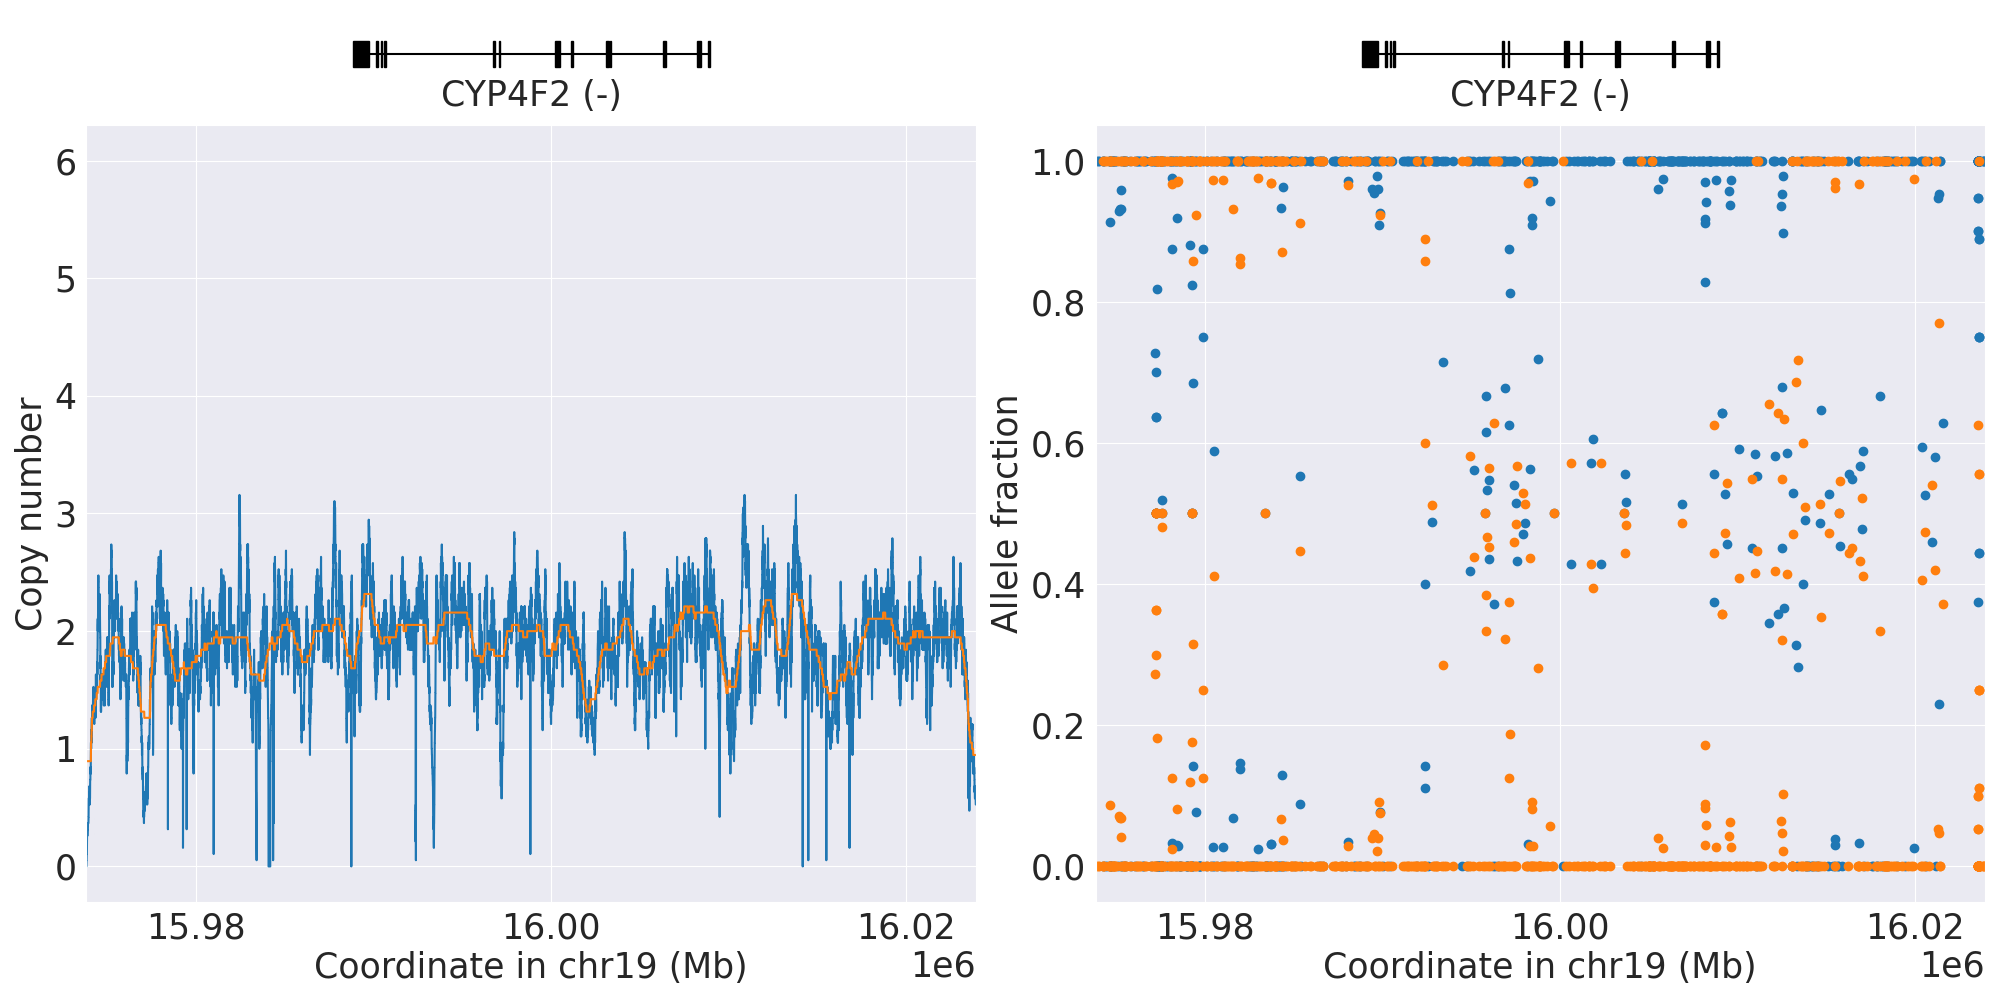 CYP4F2 (-)
6
5
4
3
2
1
0
Copy number
15.98
16.00
16.02
Coordinate in chr19 (Mb)
1e6
CYP4F2 (-)
1.0
0.8
0.6
0.4
0.2
0.0
Allele fraction
15.98
16.00
16.02
Coordinate in chr19 (Mb)
1e6